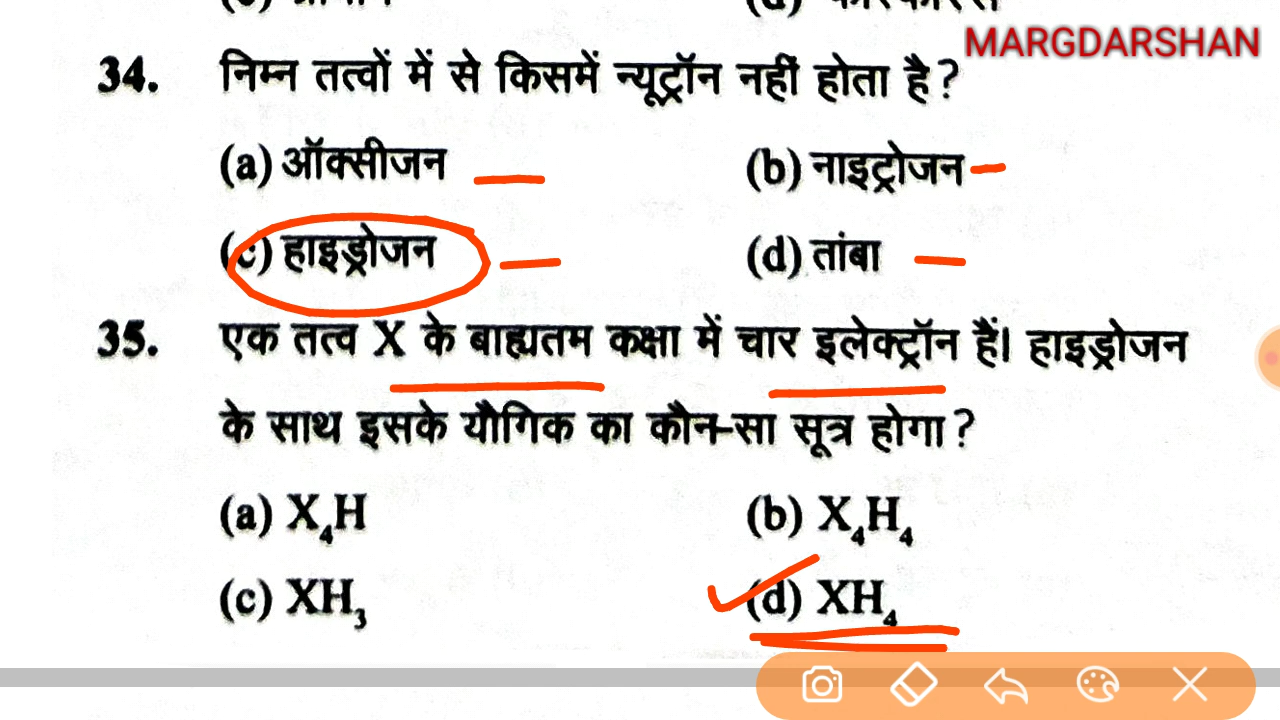 MARGDARSHAN
34. निम्न तत्वों में से किसमें न्यूट्रॉन नहीं होता है?
(a) ऑक्सीजन (b) नाइट्रोजन
(c) हाइड्रोजन (d) तांबा
35. एक तत्व X के बाह्यतम कक्षा में चार इलेक्ट्रॉन हैं। हाइड्रोजन
के साथ इसके यौगिक का कौन-सा सूत्र होगा?
(a) X₄H (b) X₄H₄
(c) XH₃ (d) XH₄